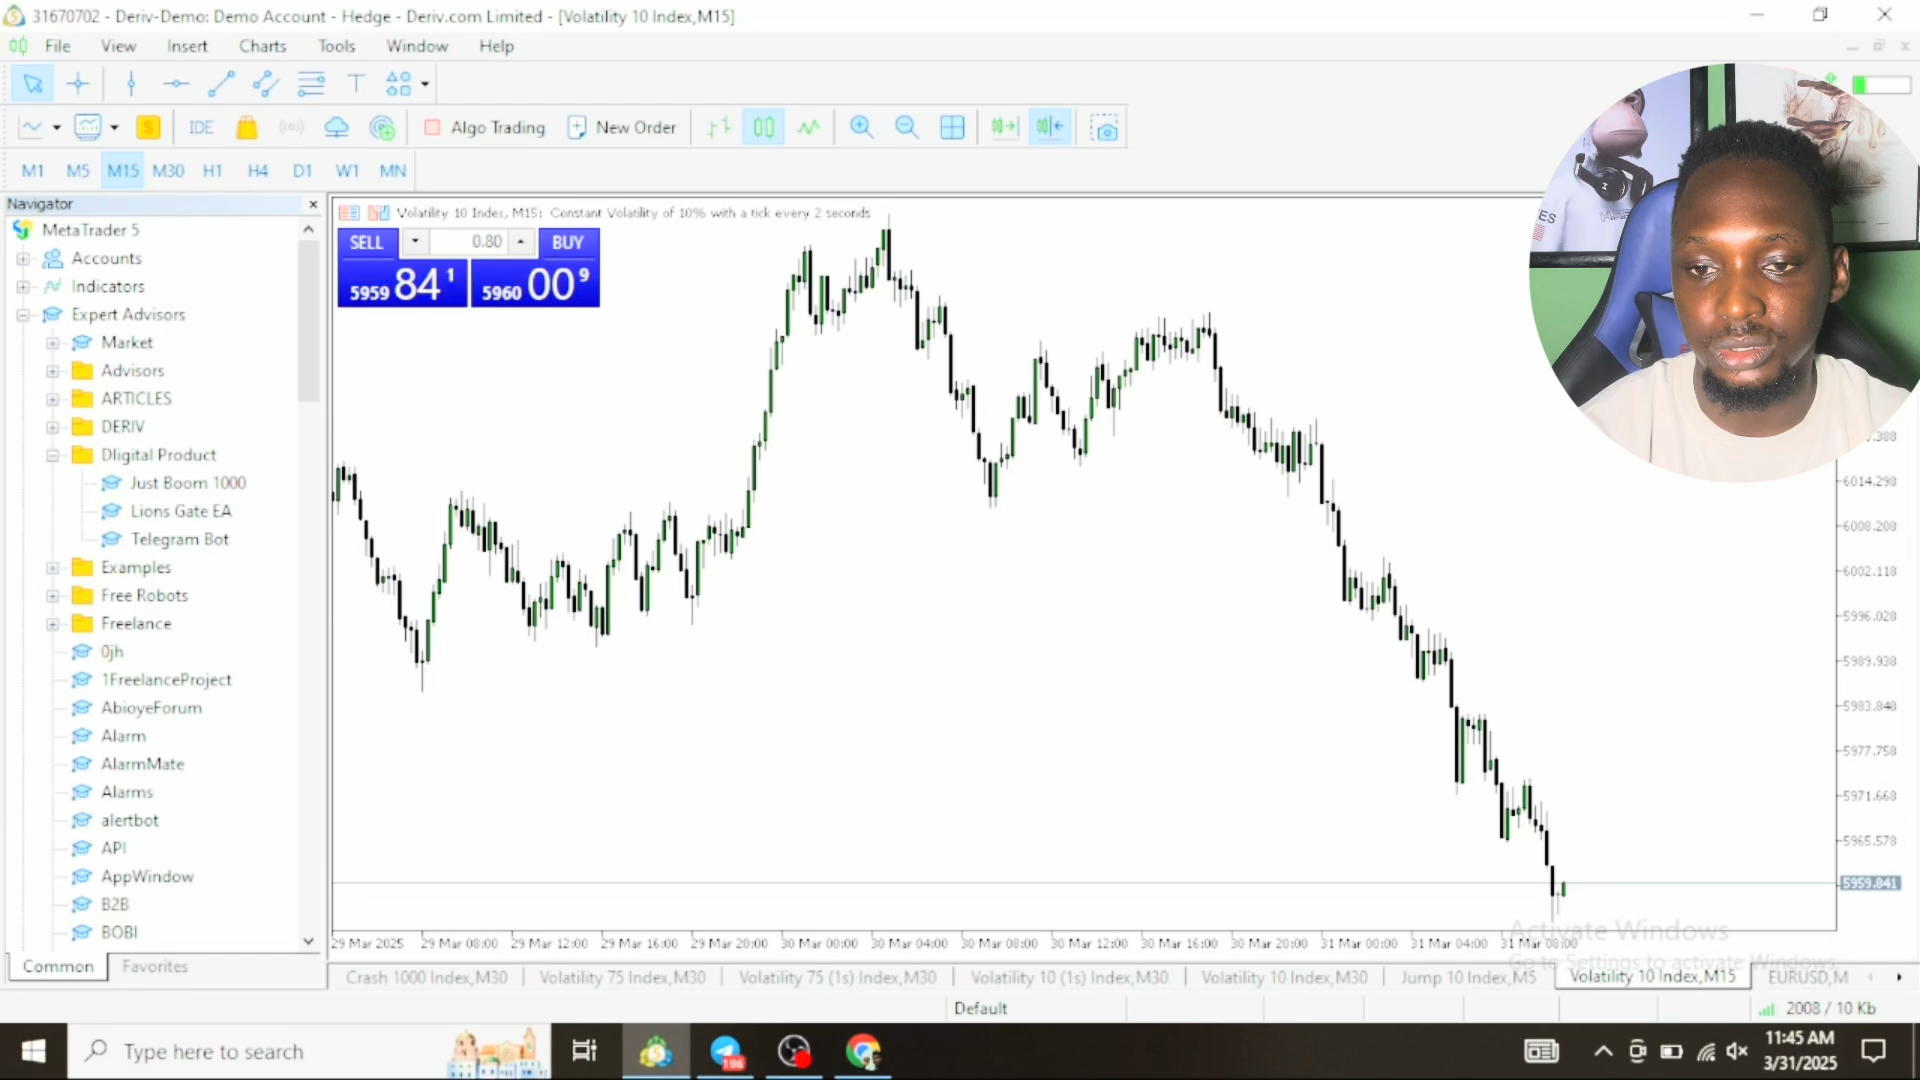 31670702 - Deriv-Demo: Demo Account - Hedge - Deriv.com Limited - [Volatility 10 Index,M15]
File View Insert Charts Tools Window Help
IDE Algo Trading New Order
M1 M5 M15 M30 H1 H4 D1 W1 MN
Navigator
MetaTrader 5
Accounts
Indicators
Expert Advisors
Market
Advisors
ARTICLES
DERIV
DIigital Product
Just Boom 1000
Lions Gate EA
Telegram Bot
Examples
Free Robots
Freelance
0jh
1FreelanceProject
AbioyeForum
Alarm
AlarmMate
Alarms
alertbot
API
AppWindow
B2B
BOBI
Common Favorites
Volatility 10 Index, M15: Constant Volatility of 10% with a tick every 2 seconds
SELL 0.80 BUY
5959 84 1 5960 00 9
6014.298
6008.208
6002.118
5996.028
5989.938
5983.848
5977.758
5971.668
5965.578
5959.841
29 Mar 2025 29 Mar 08:00 29 Mar 12:00 29 Mar 16:00 29 Mar 20:00 30 Mar 00:00 30 Mar 04:00 30 Mar 08:00 30 Mar 12:00 30 Mar 16:00 30 Mar 20:00 31 Mar 00:00 31 Mar 04:00 31 Mar 08:00
Activate Windows
Go to Settings to activate Windows.
Crash 1000 Index,M30 Volatility 75 Index,M30 Volatility 75 (1s) Index,M30 Volatility 10 (1s) Index,M30 Volatility 10 Index,M30 Jump 10 Index,M5 Volatility 10 Index,M15 EURUSD,M
Default 2008 / 10 Kb
Type here to search
196
11:45 AM
3/31/2025